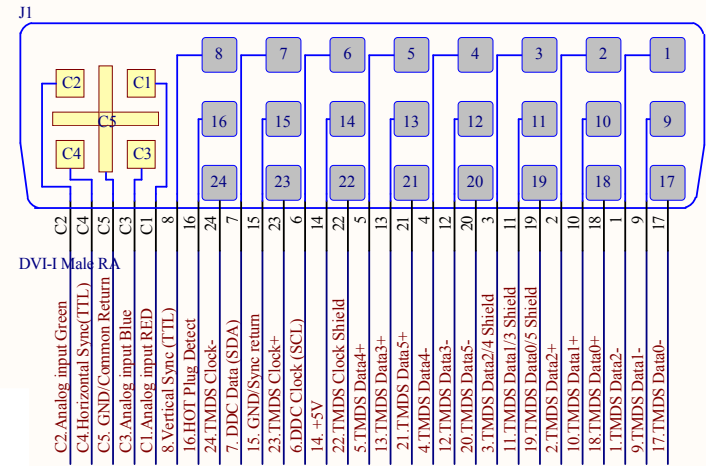 J1
8 7 6 5 4 3 2 1
C2 C1
C5
16 15 14 13 12 11 10 9
C4 C3
24 23 22 21 20 19 18 17
C2 C4 C5 C3 C1 8 16 24 7 15 23 6 14 22 5 13 21 4 12 20 3 11 19 2 10 18 1 9 17
DVI-I Male RA
C2.Analog input Green
C4.Horizontal Sync(TTL)
C5. GND/Common Return
C3.Analog input Blue
C1.Analog input RED
8.Vertical Sync (TTL)
16.HOT Plug Detect
24.TMDS Clock-
7. DDC Data (SDA)
15. GND/Sync return
23.TMDS Clock+
6.DDC Clock (SCL)
14. +5V
22.TMDS Clock Shield
5.TMDS Data4+
13.TMDS Data3+
21.TMDS Data5+
4.TMDS Data4-
12.TMDS Data3-
20.TMDS Data5-
3.TMDS Data2/4 Shield
11.TMDS Data1/3 Shield
19.TMDS Data0/5 Shield
2.TMDS Data2+
10.TMDS Data1+
18.TMDS Data0+
1.TMDS Data2-
9.TMDS Data1-
17.TMDS Data0-